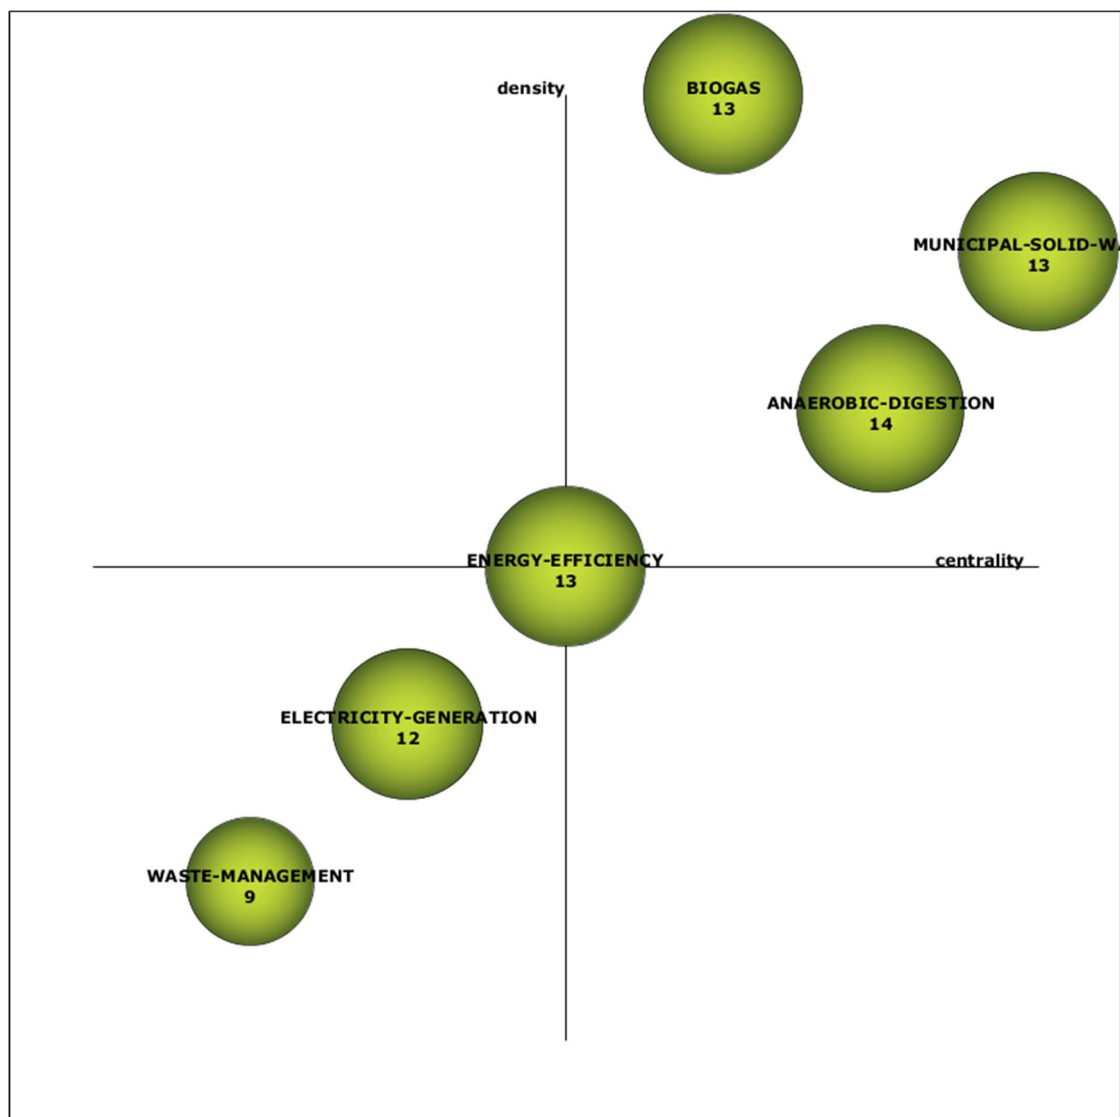 density
BIOGAS
13
MUNICIPAL-SOLID-WA
13
ANAEROBIC-DIGESTION
14
ENERGY-EFFICIENCY
13
centrality
ELECTRICITY-GENERATION
12
WASTE-MANAGEMENT
9